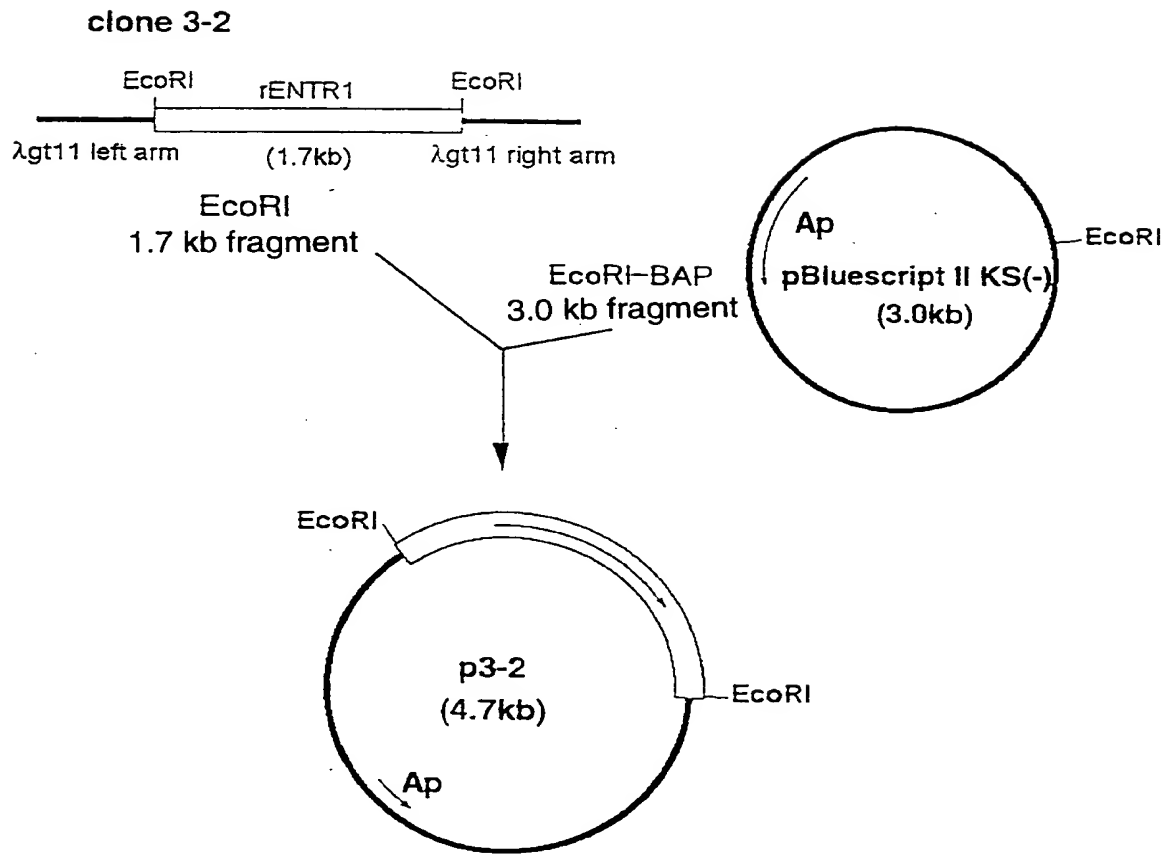 clone 3-2
EcoRI
rENTR1
EcoRI
λgt11 left arm
(1.7kb)
λgt11 right arm
EcoRI
1.7 kb fragment
EcoRI-BAP
3.0 kb fragment
Ap
EcoRI
pBluescript II KS(-)
(3.0kb)
EcoRI
p3-2
(4.7kb)
EcoRI
Ap